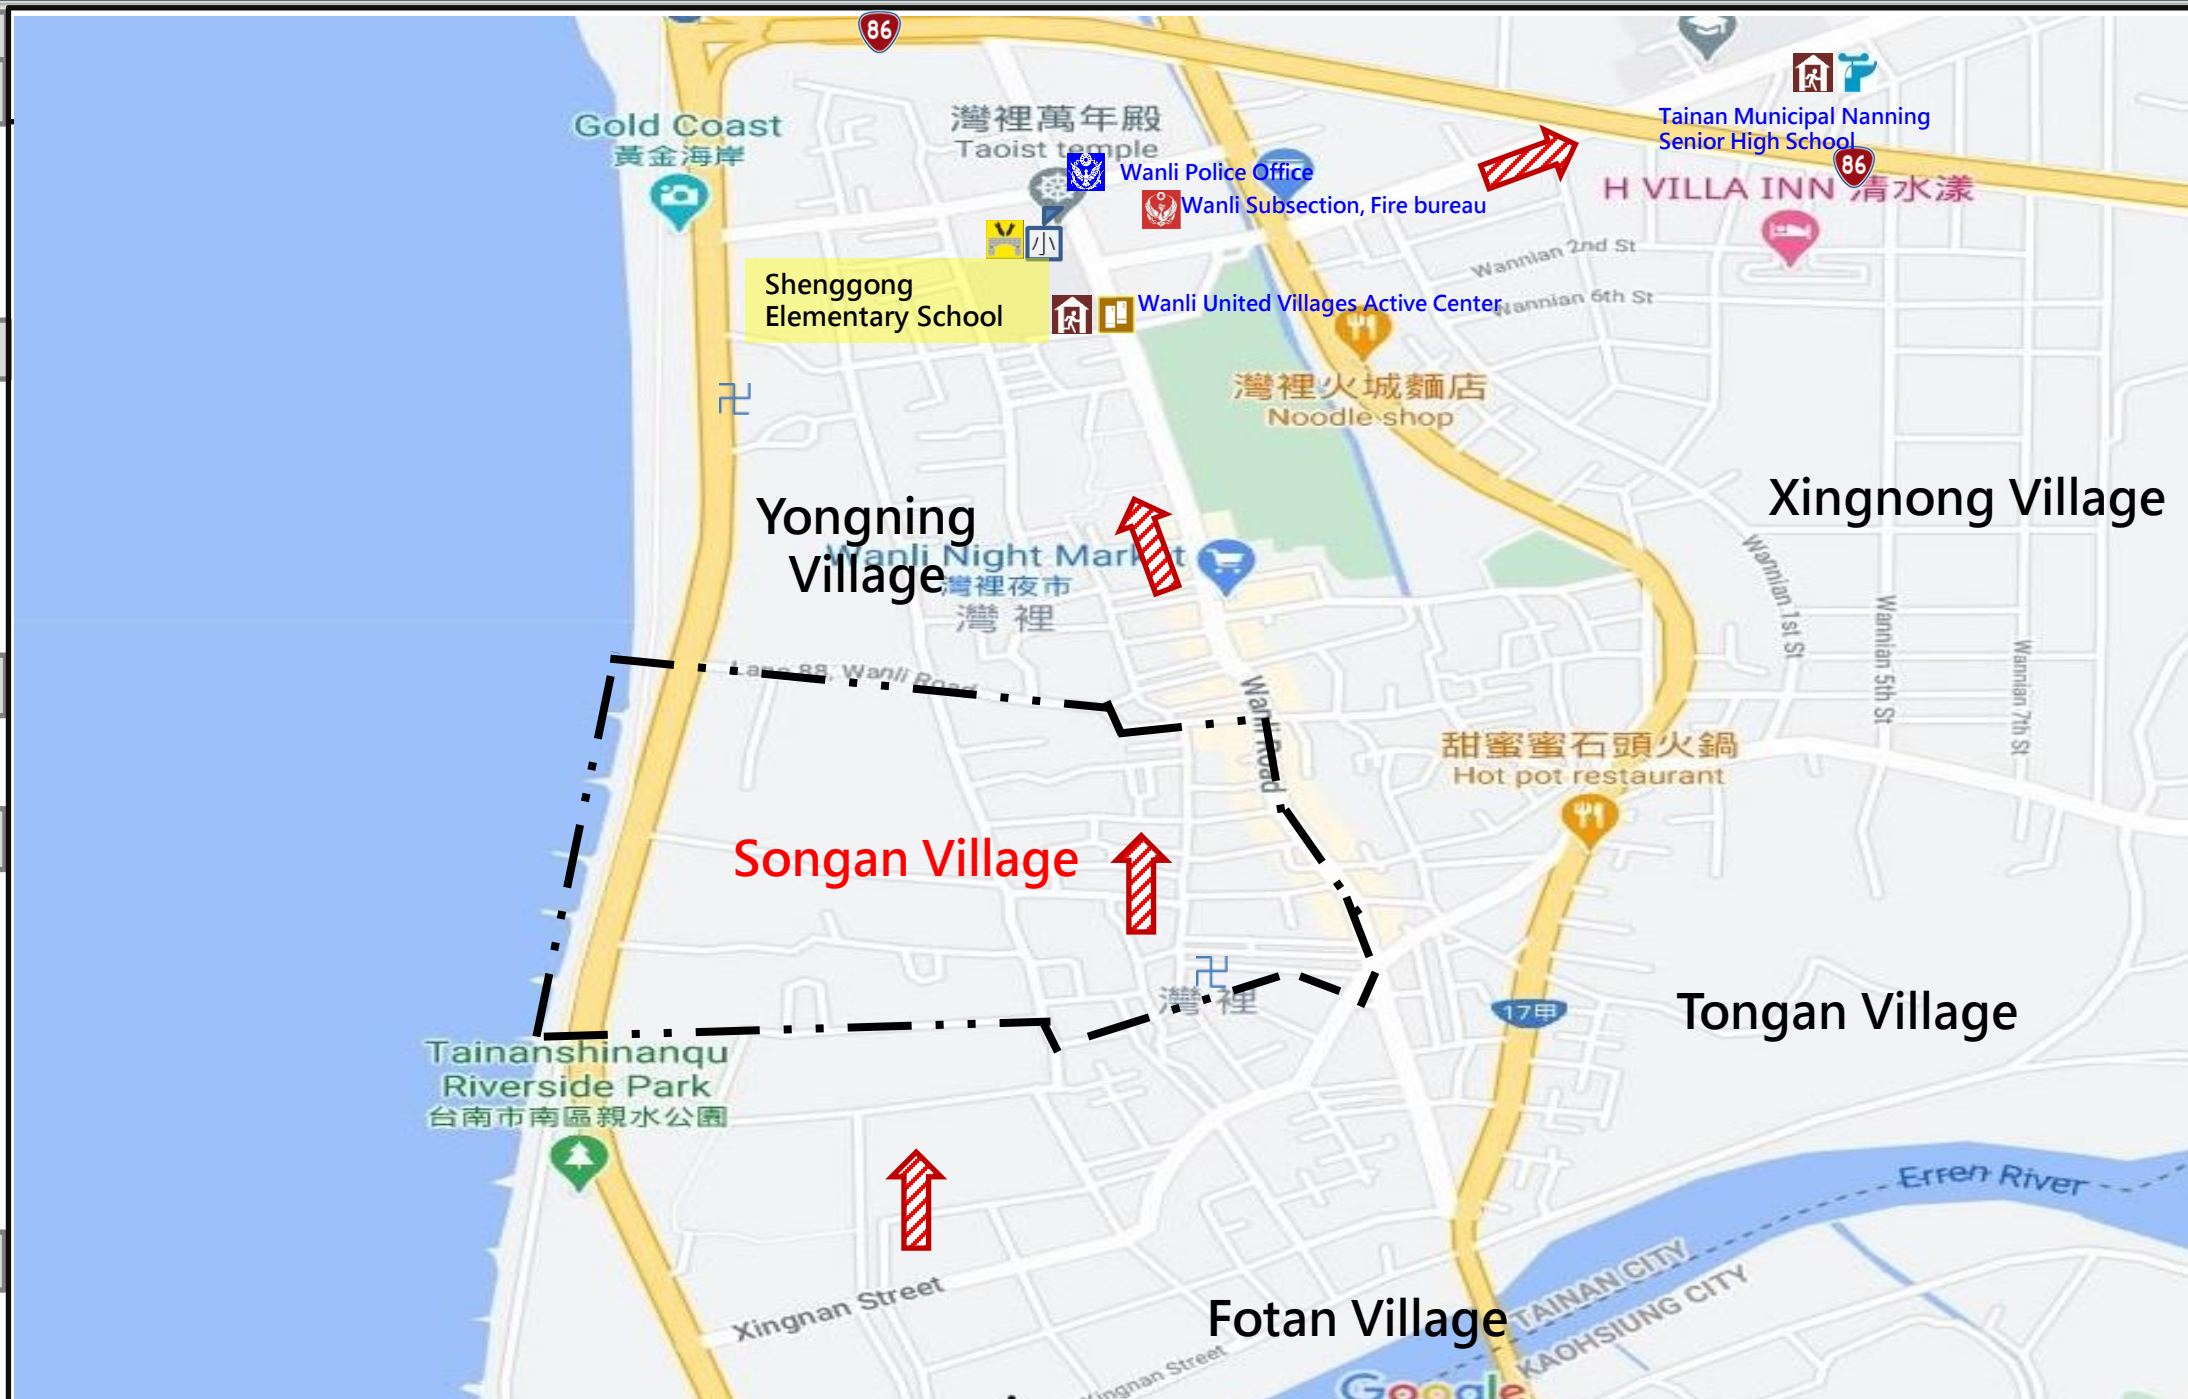 86
Gold Coast
黃金海岸
灣裡萬年殿
Taoist temple
Wanli Police Office
Wanli Subsection, Fire bureau
小
Tainan Municipal Nanning
Senior High School
86
H VILLA INN 清水漾
Shenggong
Elementary School
Wanli United Villages Active Center
Wannian 2nd St
Wannian 6th St
卍
灣裡火城麵店
Noodle shop
Yongning
Village
Xingnong Village
Wanli Night Market
灣裡夜市
灣裡
Wannian 1st St
Wannian 5th St
Wannian 7th St
Lane 88, Wanli Road
Wanli Road
甜蜜蜜石頭火鍋
Hot pot restaurant
Songan Village
卍
灣裡
17甲
Tongan Village
Tainanshinanqu
Riverside Park
台南市南區親水公園
Erren River
TAINAN CITY
KAOHSIUNG CITY
Xingnan Street
Fotan Village
Xingnan Street
Google